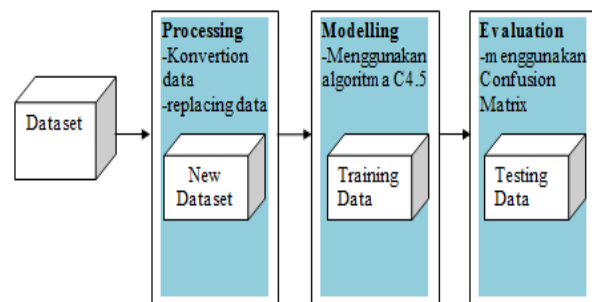 Dataset
Processing
-Konvertion
data
-replacing data
New
Dataset
Modelling
-Menggunakan
algoritma C4.5
Training
Data
Evaluation
-menggunakan
Confusion
Matrix
Testing
Data